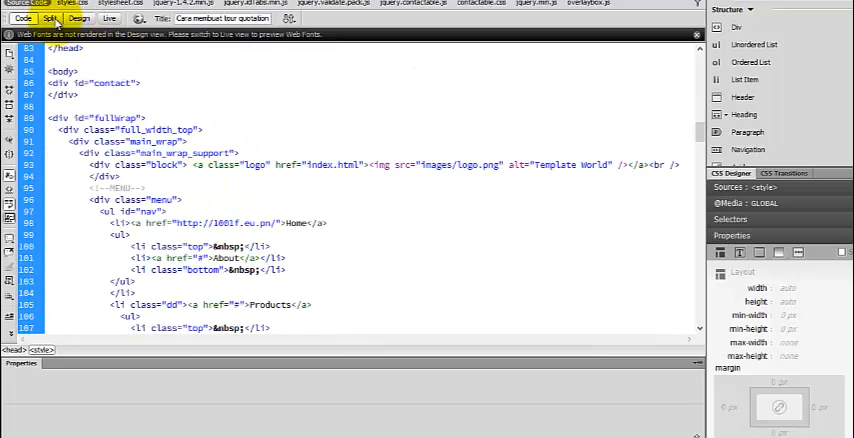 Source Code styles.css stylesheet.css jquery-1.4.2.min.js jquery.idTabs.min.js jquery.validate.pack.js jquery.contactable.js jquery.min.js contactable.css overlaybox.js
Code Split Design Live Title: Cara membuat tour quotation
Web Fonts are not rendered in the Design view. Please switch to Live view to preview Web Fonts.
83 </head>
84
85 <body>
86 <div id="contact">
87 </div>
88
89 <div id="fullWrap">
90 <div class="full_width_top">
91 <div class="main_wrap">
92 <div class="main_wrap_support">
93 <div class="block"> <a class="logo" href="index.html"><img src="images/logo.png" alt="Template World" /></a><br />
94 </div>
95 <!--MENU-->
96 <div class="menu">
97 <ul id="nav">
98 <li><a href="http://1001f.eu.pn/">Home</a>
99 <ul>
100 <li class="top">&nbsp;</li>
101 <li><a href="#">About</a></li>
102 <li class="bottom">&nbsp;</li>
103 </ul>
104 </li>
105 <li class="dd"><a href="#">Products</a>
106 <ul>
107 <li class="top">&nbsp;</li>
<head> <style>
Properties
Structure
Div
ul Unordered List
ol Ordered List
li List Item
Header
Heading
Paragraph
Navigation
CSS Designer CSS Transitions
Sources : <style>
@Media : GLOBAL
Selectors
Properties
Layout
width : auto
height : auto
min-width : 0 px
min-height : 0 px
max-width : none
max-height : none
margin
0 px
0 px 0 px
0 px